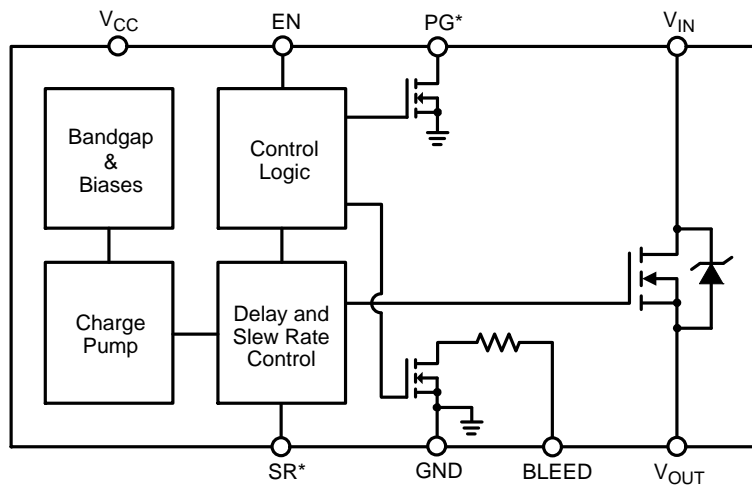 VCC
EN
PG*
VIN
Bandgap
&
Biases
Control
Logic
Charge
Pump
Delay and
Slew Rate
Control
SR*
GND
BLEED
VOUT